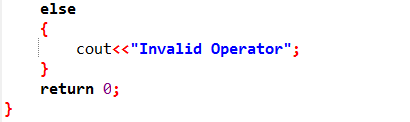 else
{
cout<<"Invalid Operator";
}
return 0;
}